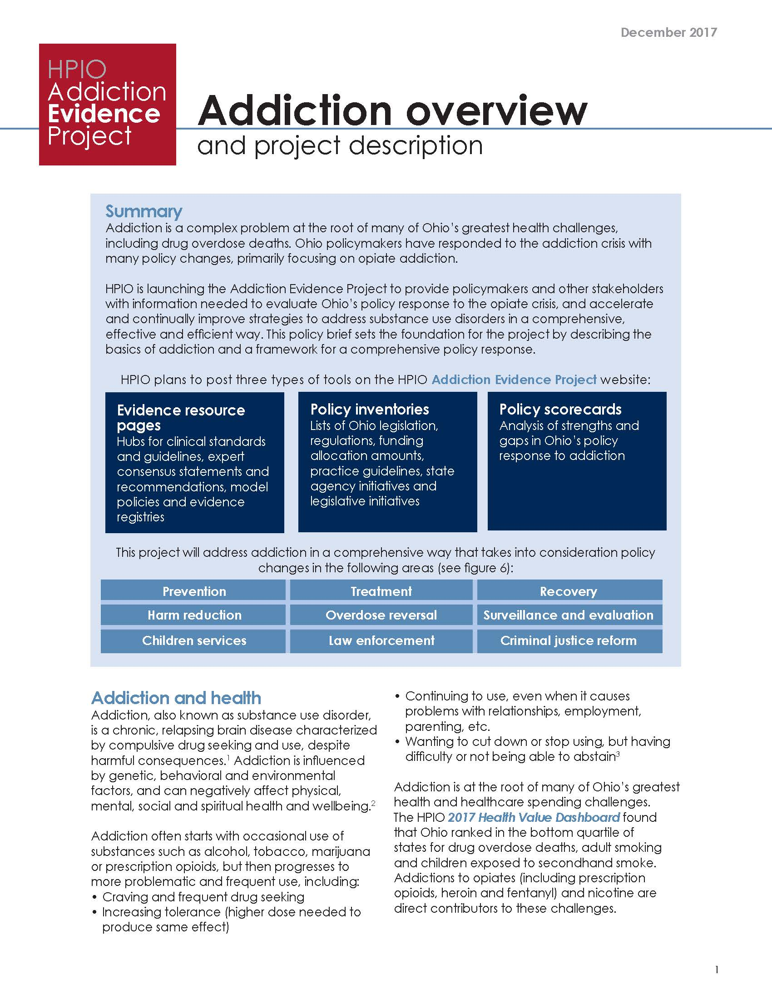 December 2017
HPIO
Addiction
Evidence
Project
Addiction overview
and project description
Summary
Addiction is a complex problem at the root of many of Ohio's greatest health challenges,
including drug overdose deaths. Ohio policymakers have responded to the addiction crisis with
many policy changes, primarily focusing on opiate addiction.
HPIO is launching the Addiction Evidence Project to provide policymakers and other stakeholders
with information needed to evaluate Ohio's policy response to the opiate crisis, and accelerate
and continually improve strategies to address substance use disorders in a comprehensive,
effective and efficient way. This policy brief sets the foundation for the project by describing the
basics of addiction and a framework for a comprehensive policy response.
HPIO plans to post three types of tools on the HPIO Addiction Evidence Project website:
Evidence resource
pages
Hubs for clinical standards
and guidelines, expert
consensus statements and
recommendations, model
policies and evidence
registries
Policy inventories
Lists of Ohio legislation,
regulations, funding
allocation amounts,
practice guidelines, state
agency initiatives and
legislative initiatives
Policy scorecards
Analysis of strengths and
gaps in Ohio's policy
response to addiction
This project will address addiction in a comprehensive way that takes into consideration policy
changes in the following areas (see figure 6):
Prevention Treatment Recovery
Harm reduction Overdose reversal Surveillance and evaluation
Children services Law enforcement Criminal justice reform
Addiction and health
Addiction, also known as substance use disorder,
is a chronic, relapsing brain disease characterized
by compulsive drug seeking and use, despite
harmful consequences.1 Addiction is influenced
by genetic, behavioral and environmental
factors, and can negatively affect physical,
mental, social and spiritual health and wellbeing.2
Addiction often starts with occasional use of
substances such as alcohol, tobacco, marijuana
or prescription opioids, but then progresses to
more problematic and frequent use, including:
• Craving and frequent drug seeking
• Increasing tolerance (higher dose needed to
produce same effect)
• Continuing to use, even when it causes
problems with relationships, employment,
parenting, etc.
• Wanting to cut down or stop using, but having
difficulty or not being able to abstain3
Addiction is at the root of many of Ohio's greatest
health and healthcare spending challenges.
The HPIO 2017 Health Value Dashboard found
that Ohio ranked in the bottom quartile of
states for drug overdose deaths, adult smoking
and children exposed to secondhand smoke.
Addictions to opiates (including prescription
opioids, heroin and fentanyl) and nicotine are
direct contributors to these challenges.
1